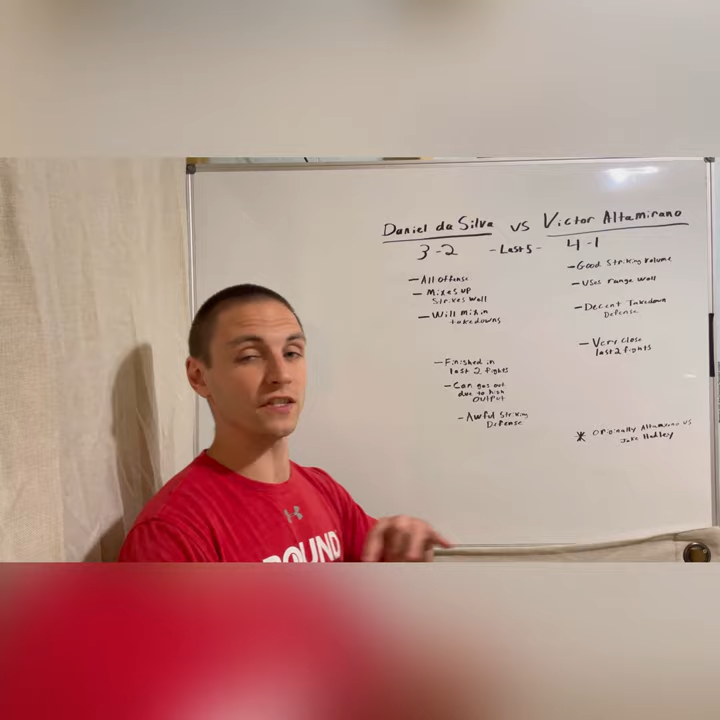 Daniel da Silva vs Victor Altamirano
3-2 - Last 5 - 4-1
- All offense
- Mixes up
Strikes well
- Will mix in
takedowns
- Finished in
last 2 fights
- Can gas out
due to high
output
- Awful Striking
Defense
- Good Striking Volume
- Uses range well
- Decent Takedown
Defense
- Very close
last 2 fights
* Originally Altamirano vs
Jake Hadley
ROUND